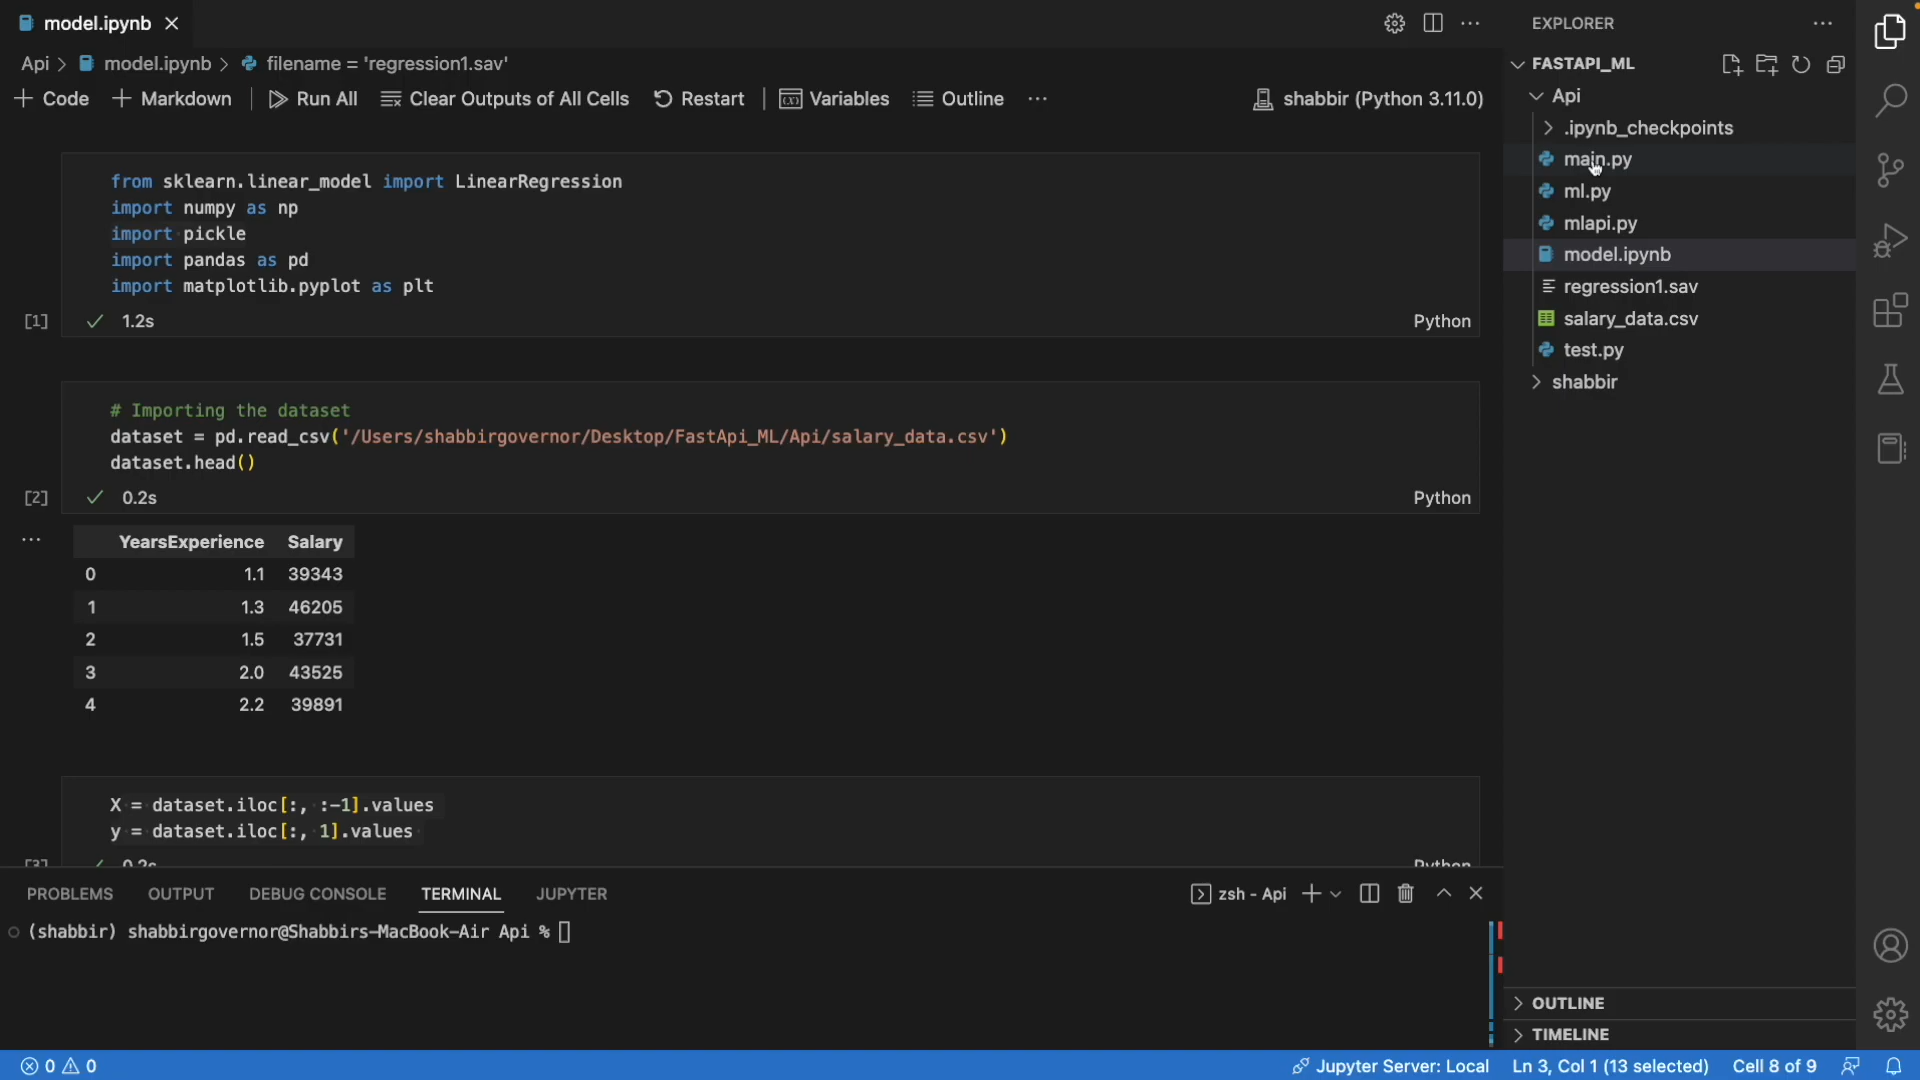 model.ipynb
EXPLORER
Api > model.ipynb > filename = 'regression1.sav'
FASTAPI_ML
+ Code + Markdown Run All Clear Outputs of All Cells Restart Variables Outline ... shabbir (Python 3.11.0)
Api
.ipynb_checkpoints
main.py
ml.py
mlapi.py
model.ipynb
regression1.sav
salary_data.csv
test.py
shabbir
from sklearn.linear_model import LinearRegression
import numpy as np
import pickle
import pandas as pd
import matplotlib.pyplot as plt
[1] 1.2s Python
# Importing the dataset
dataset = pd.read_csv('/Users/shabbirgovernor/Desktop/FastApi_ML/Api/salary_data.csv')
dataset.head()
[2] 0.2s Python
YearsExperience Salary
0 1.1 39343
1 1.3 46205
2 1.5 37731
3 2.0 43525
4 2.2 39891
X = dataset.iloc[:, :-1].values
y = dataset.iloc[:, 1].values
[3] 0.2s Python
PROBLEMS OUTPUT DEBUG CONSOLE TERMINAL JUPYTER zsh - Api
(shabbir) shabbirgovernor@Shabbirs-MacBook-Air Api %
OUTLINE
TIMELINE
0 0 Jupyter Server: Local Ln 3, Col 1 (13 selected) Cell 8 of 9